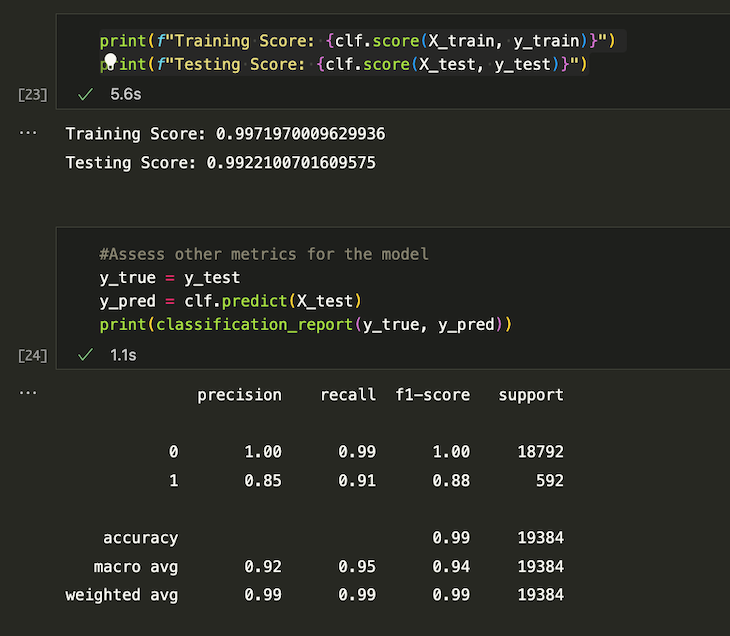 print(f"Training Score: {clf.score(X_train, y_train)}")
print(f"Testing Score: {clf.score(X_test, y_test)}")
[23] ✓ 5.6s
... Training Score: 0.9971970009629936
Testing Score: 0.9922100701609575
#Assess other metrics for the model
y_true = y_test
y_pred = clf.predict(X_test)
print(classification_report(y_true, y_pred))
[24] ✓ 1.1s
... precision recall f1-score support
0 1.00 0.99 1.00 18792
1 0.85 0.91 0.88 592
accuracy 0.99 19384
macro avg 0.92 0.95 0.94 19384
weighted avg 0.99 0.99 0.99 19384